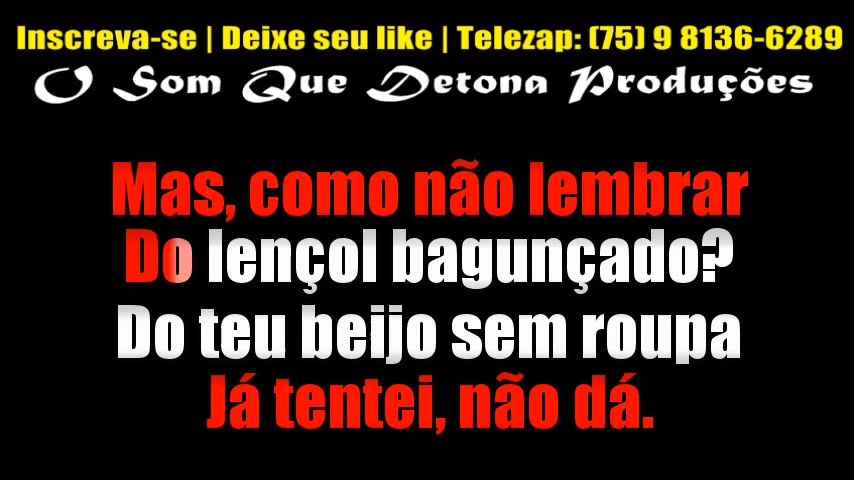 Inscreva-se | Deixe seu like | Telezap: (75) 9 8136-6289
O Som Que Detona Produções
Mas, como não lembrar
Do lençol bagunçado?
Do teu beijo sem roupa
Já tentei, não dá.